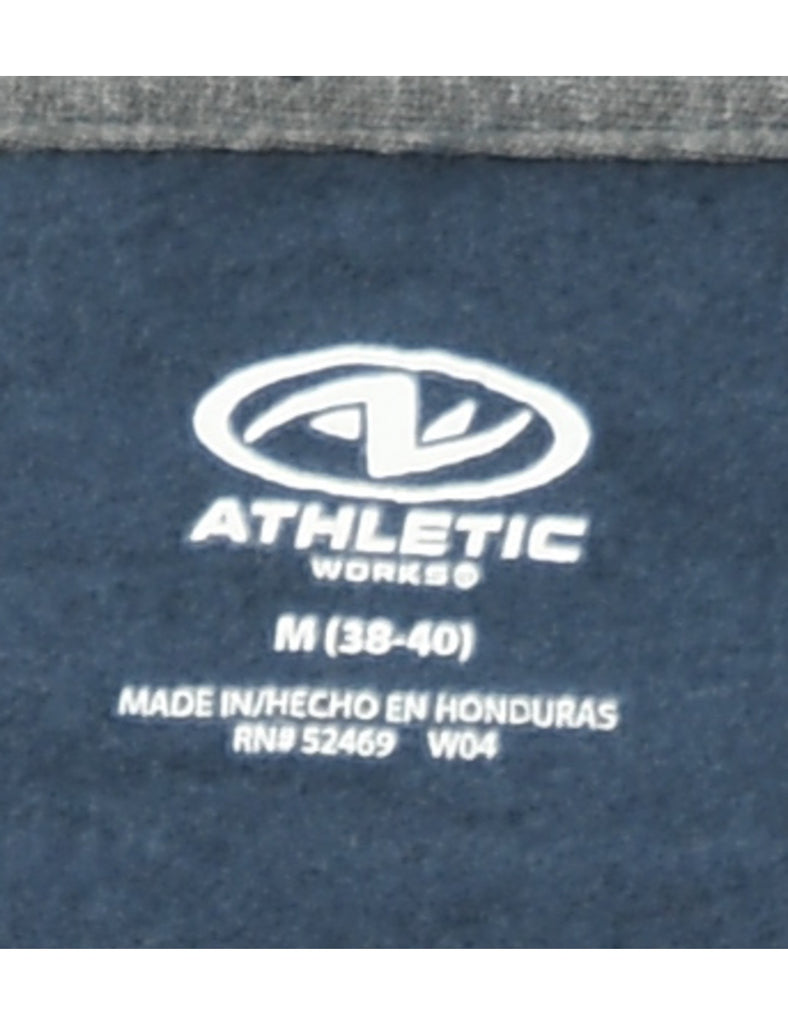 ATHLETIC
WORKS®
M (38-40)
MADE IN/HECHO EN HONDURAS
RN# 52469 W04